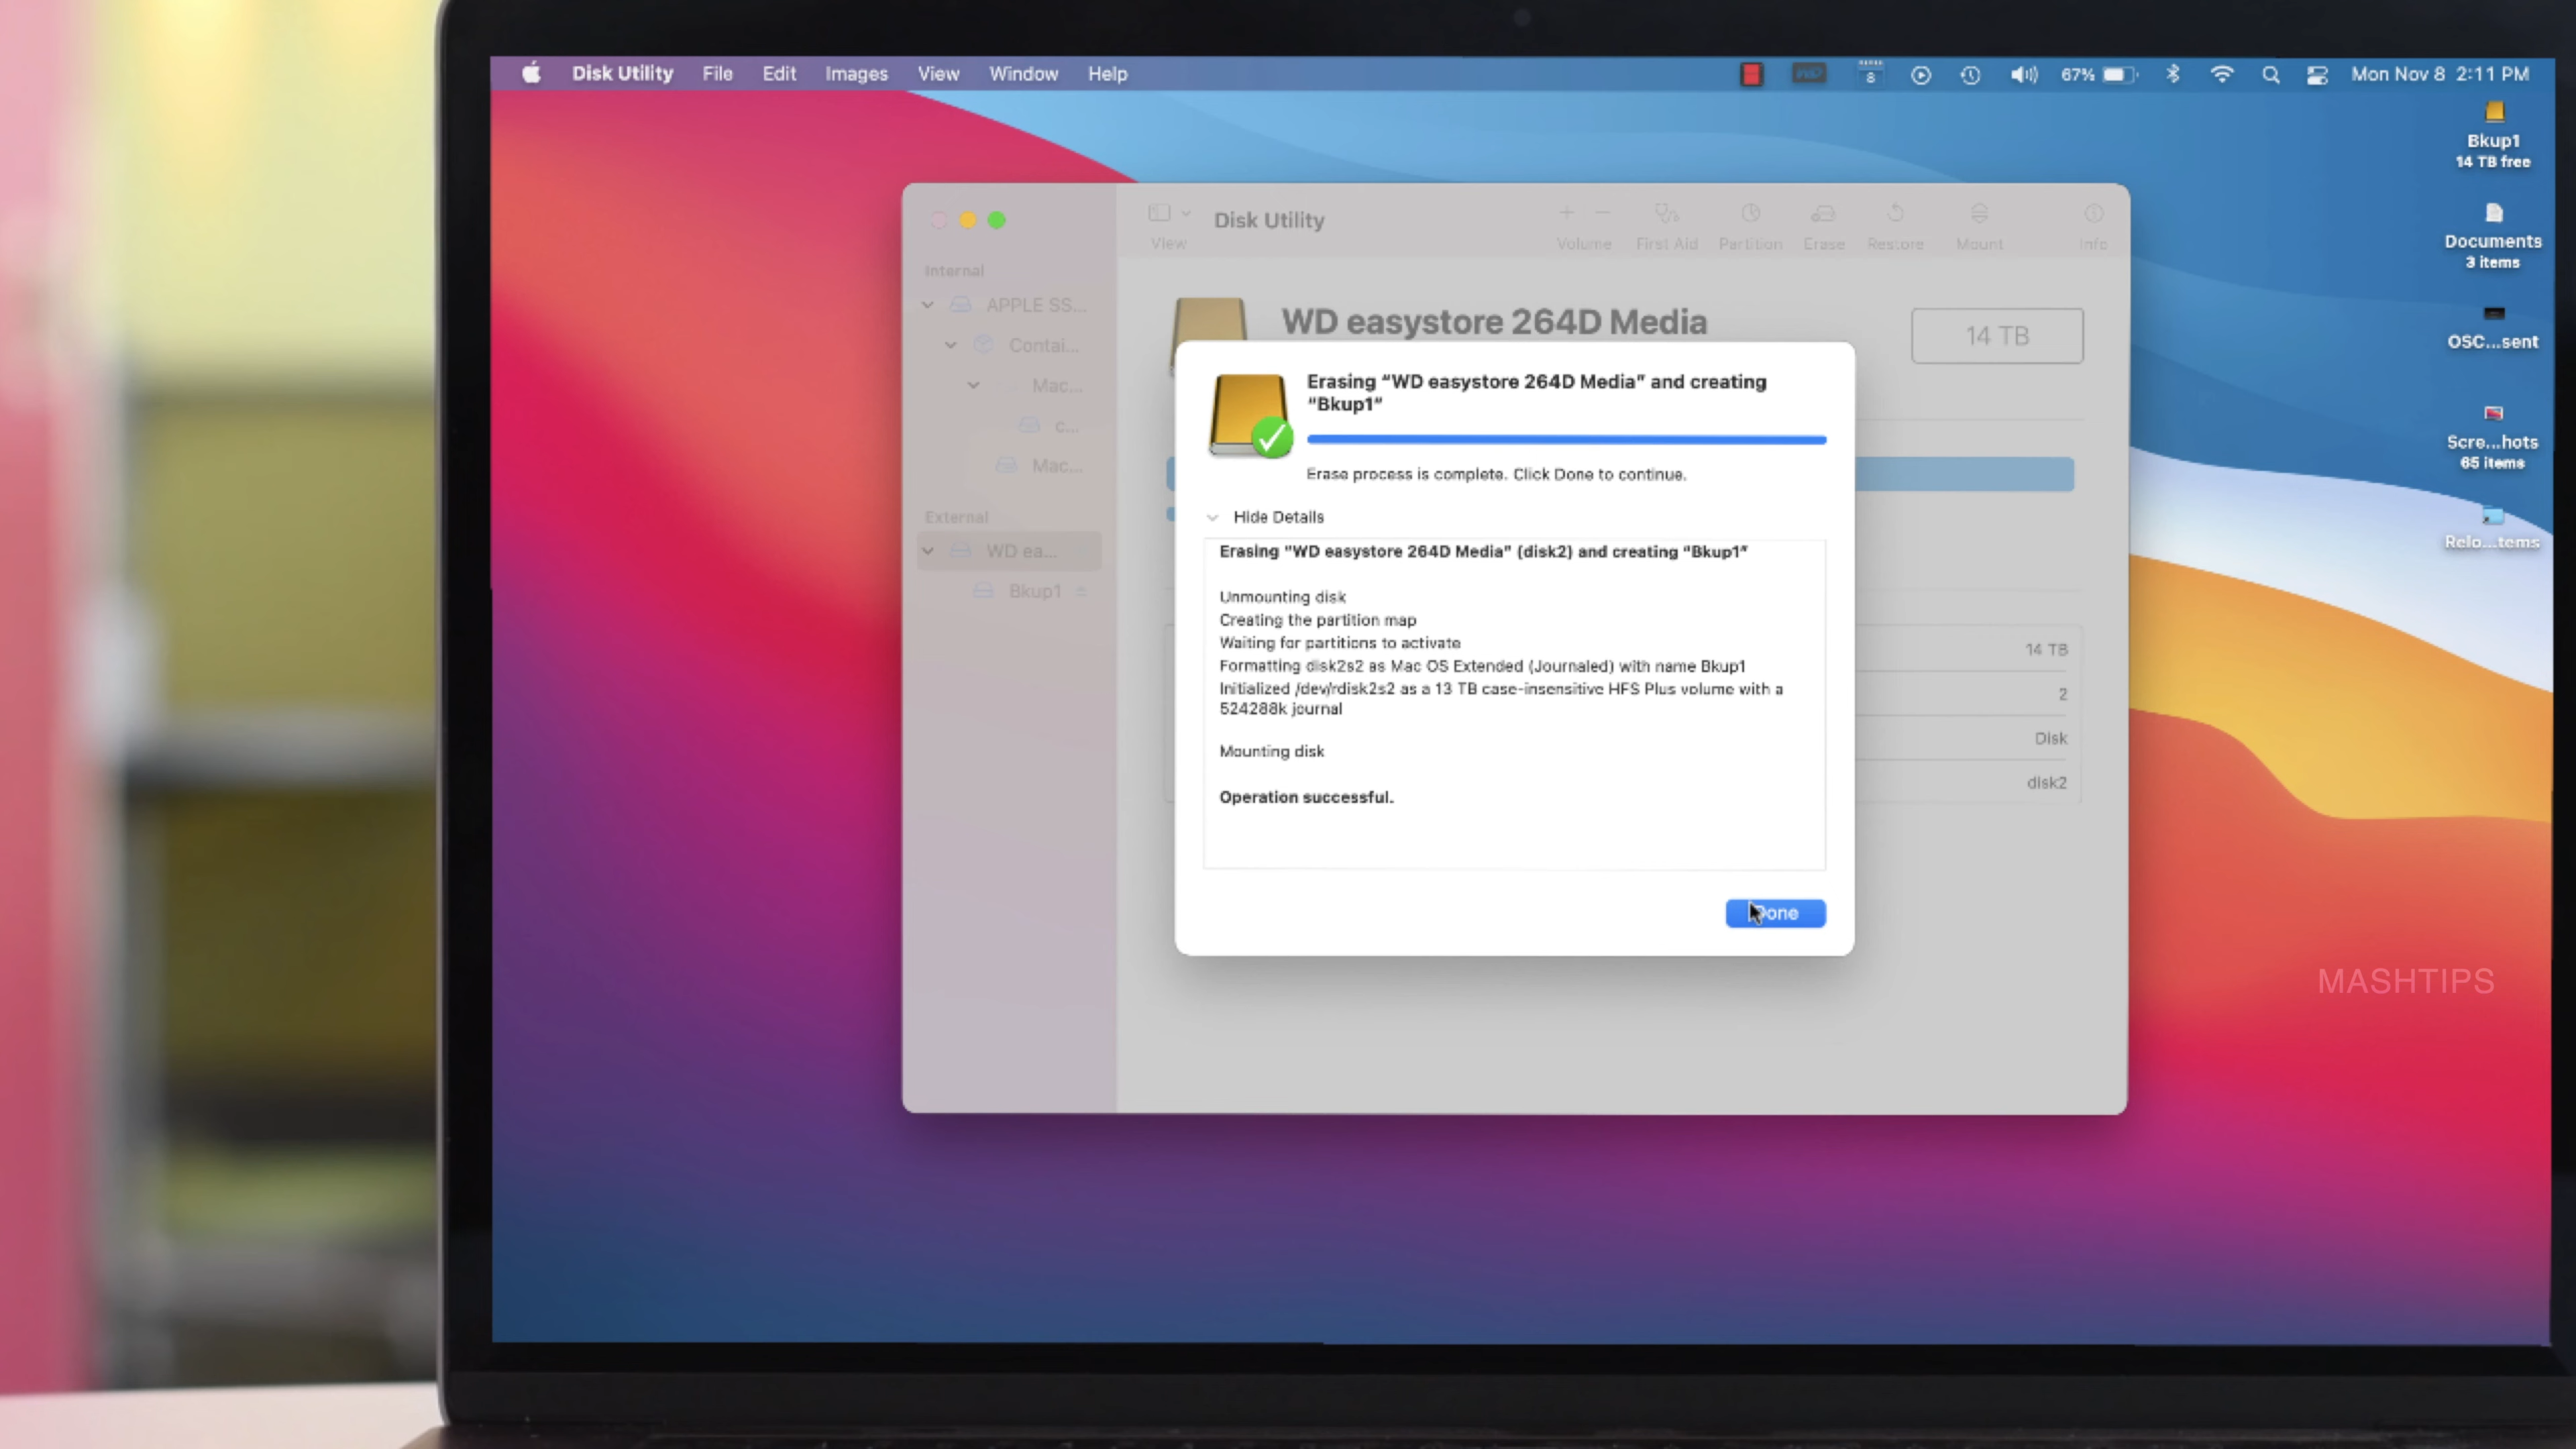 Disk Utility File Edit Images View Window Help
8 67% Mon Nov 8 2:11 PM
Bkup1
14 TB free
Documents
3 items
OSC...sent
Scre...hots
65 items
Relo...tems
View
Disk Utility
Volume First Aid Partition Erase Restore Mount Info
Internal
APPLE SS...
Contai...
Mac...
c...
Mac...
External
WD ea...
Bkup1
WD easystore 264D Media
14 TB
Erasing “WD easystore 264D Media” and creating
“Bkup1”
Erase process is complete. Click Done to continue.
Hide Details
Erasing “WD easystore 264D Media” (disk2) and creating “Bkup1”
Unmounting disk
Creating the partition map
Waiting for partitions to activate
Formatting disk2s2 as Mac OS Extended (Journaled) with name Bkup1
Initialized /dev/rdisk2s2 as a 13 TB case-insensitive HFS Plus volume with a
524288k journal
Mounting disk
Operation successful.
Done
14 TB
2
Disk
disk2
MASHTIPS